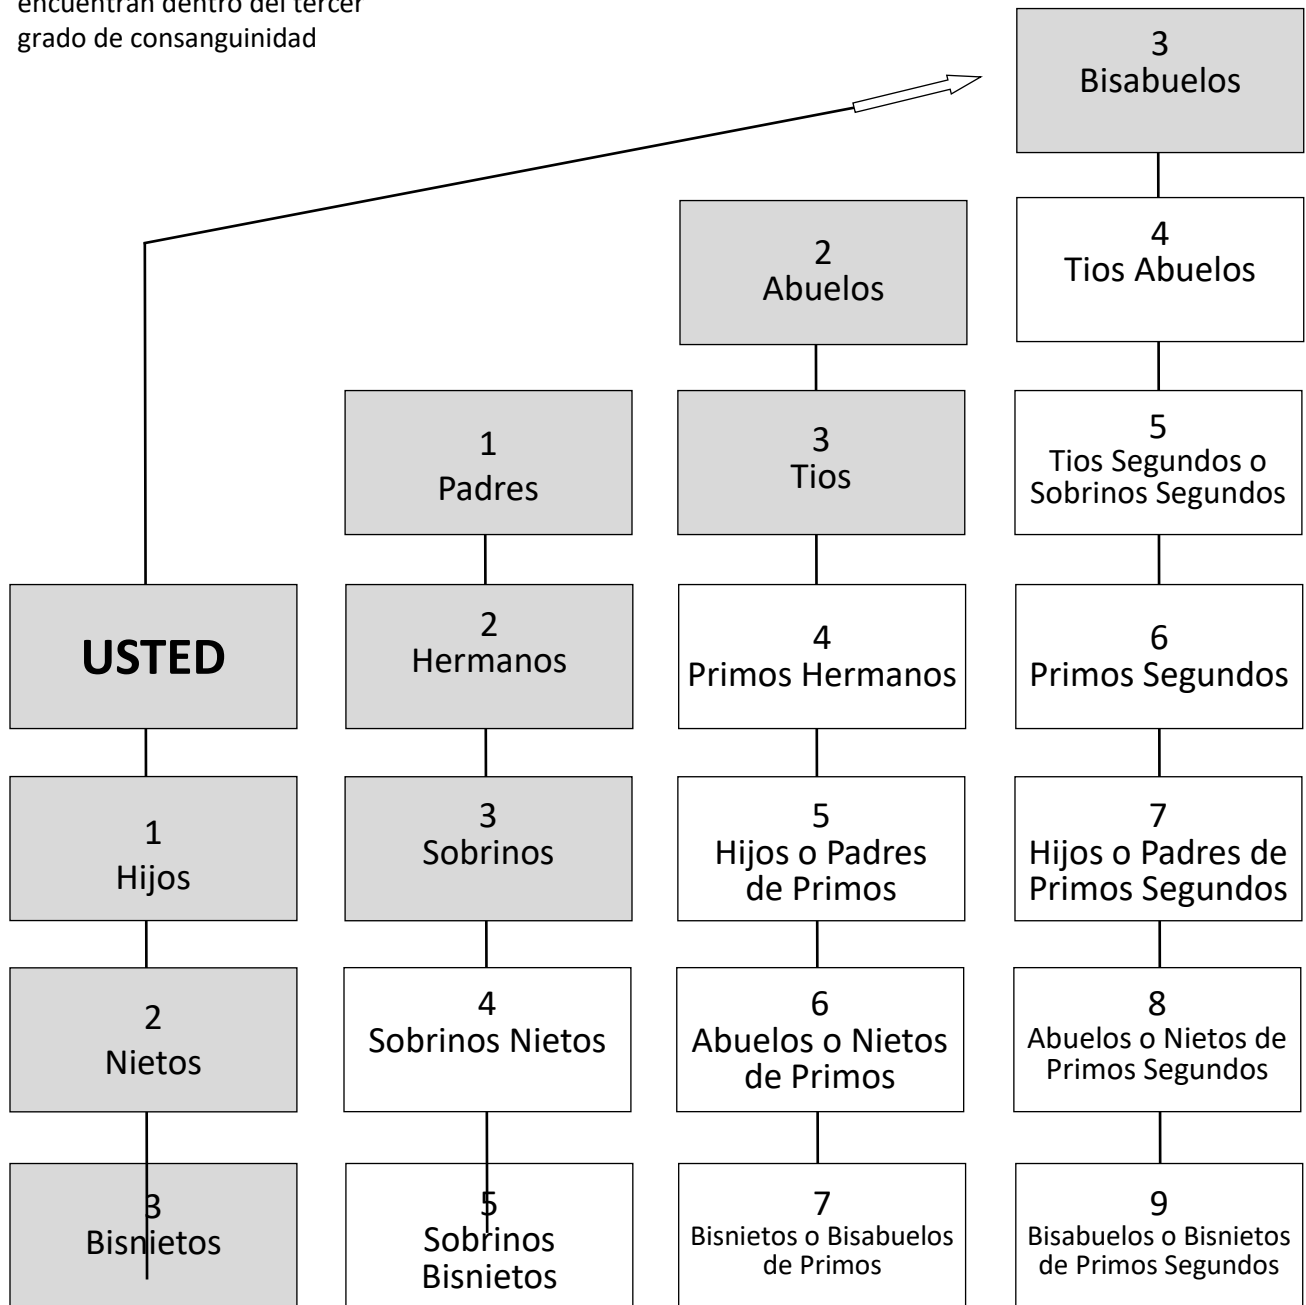 encuentran dentro del tercer
grado de consanguinidad
3
Bisabuelos
2
Abuelos
4
Tios Abuelos
1
Padres
3
Tios
5
Tios Segundos o
Sobrinos Segundos
USTED
2
Hermanos
4
Primos Hermanos
6
Primos Segundos
1
Hijos
3
Sobrinos
5
Hijos o Padres
de Primos
7
Hijos o Padres de
Primos Segundos
2
Nietos
4
Sobrinos Nietos
6
Abuelos o Nietos
de Primos
8
Abuelos o Nietos de
Primos Segundos
3
Bisnietos
5
Sobrinos
Bisnietos
7
Bisnietos o Bisabuelos
de Primos
9
Bisabuelos o Bisnietos
de Primos Segundos